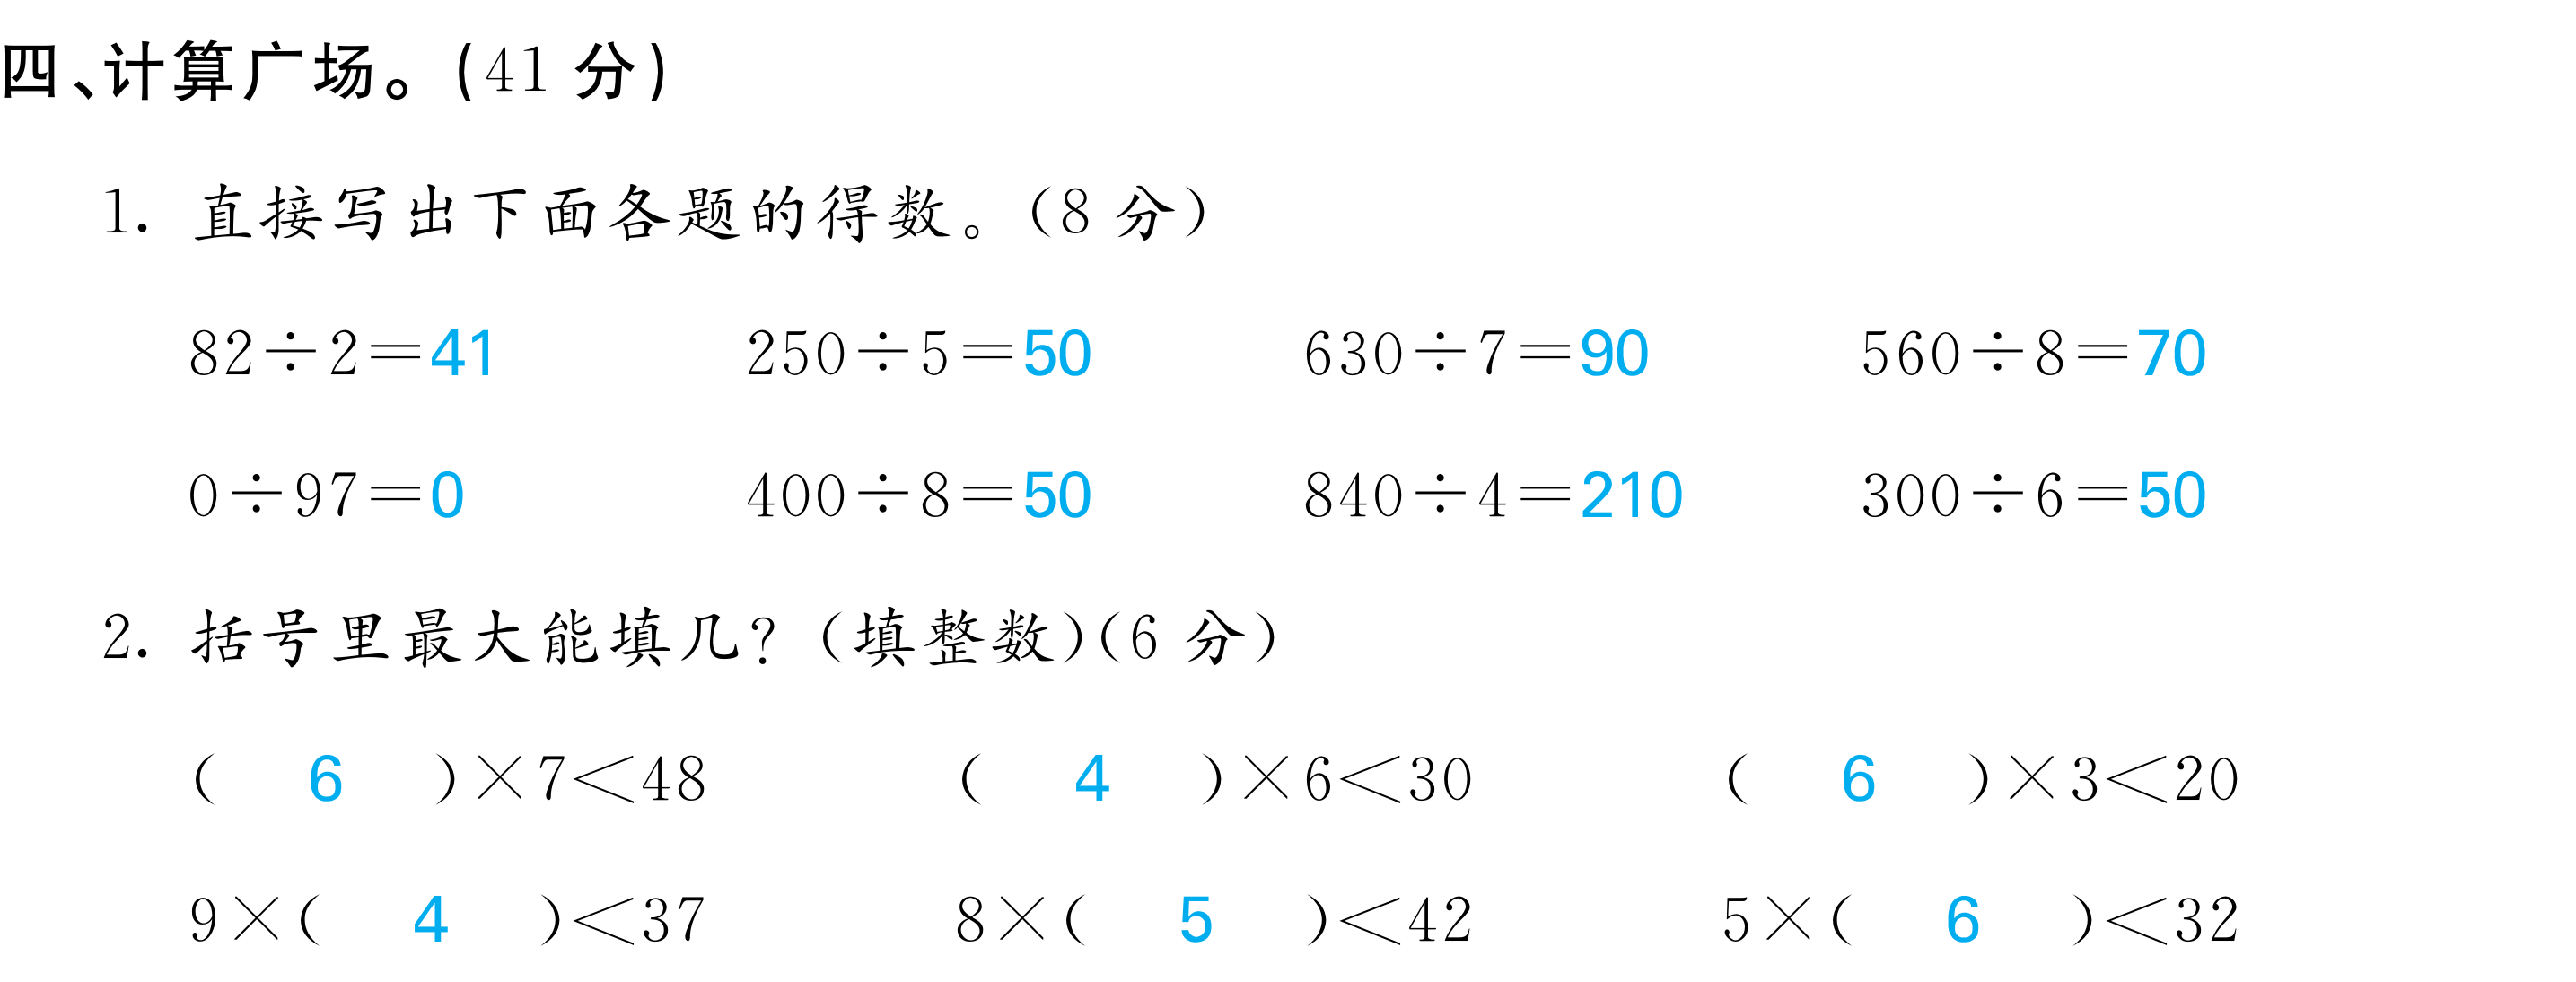 四、计算广场。(41 分)
1. 直接写出下面各题的得数。(8 分)
82÷2=41 250÷5=50 630÷7=90 560÷8=70
0÷97=0 400÷8=50 840÷4=210 300÷6=50
2. 括号里最大能填几？(填整数)(6 分)
( 6 )×7<48 ( 4 )×6<30 ( 6 )×3<20
9×( 4 )<37 8×( 5 )<42 5×( 6 )<32